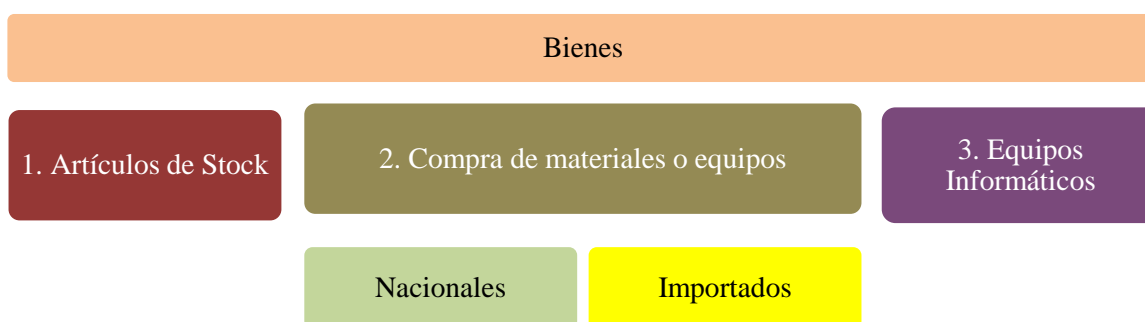 Bienes
1. Artículos de Stock
2. Compra de materiales o equipos
3. Equipos
Informáticos
Nacionales
Importados